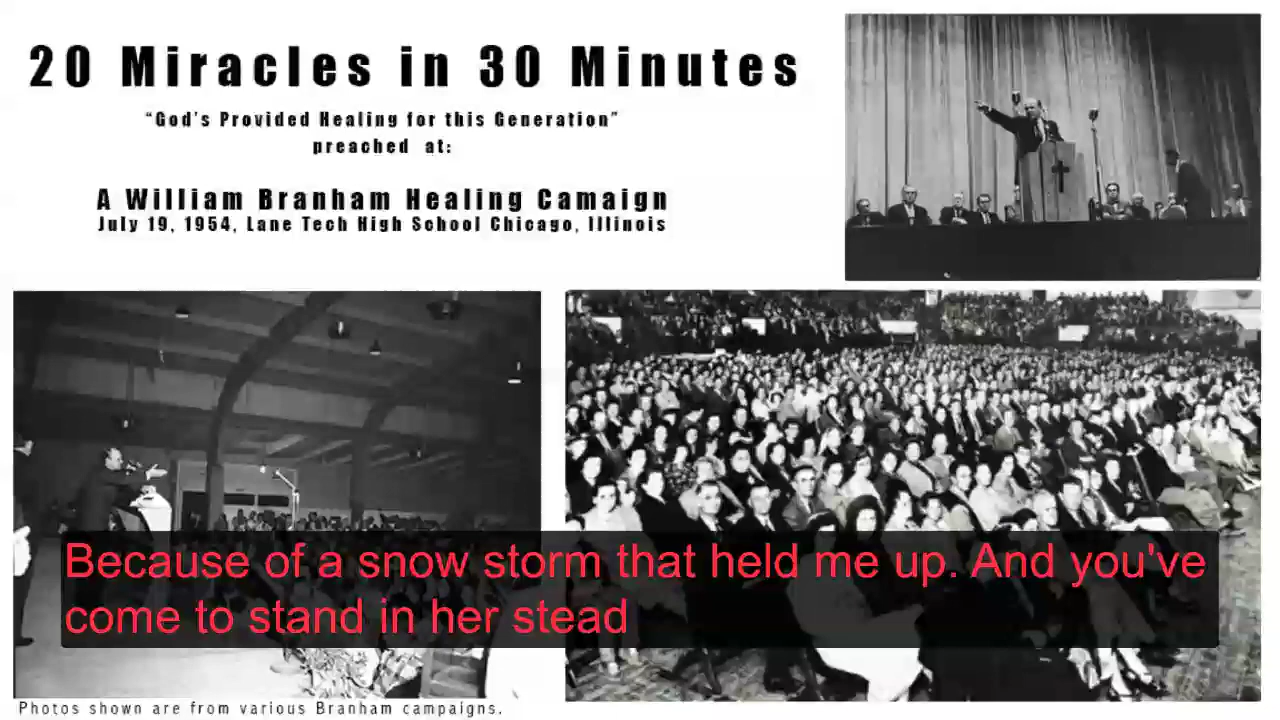 20 Miracles in 30 Minutes
"God's Provided Healing for this Generation"
preached at:
A William Branham Healing Camaign
July 19, 1954, Lane Tech High School Chicago, Illinois
Because of a snow storm that held me up. And you've
come to stand in her stead
Photos shown are from various Branham campaigns.